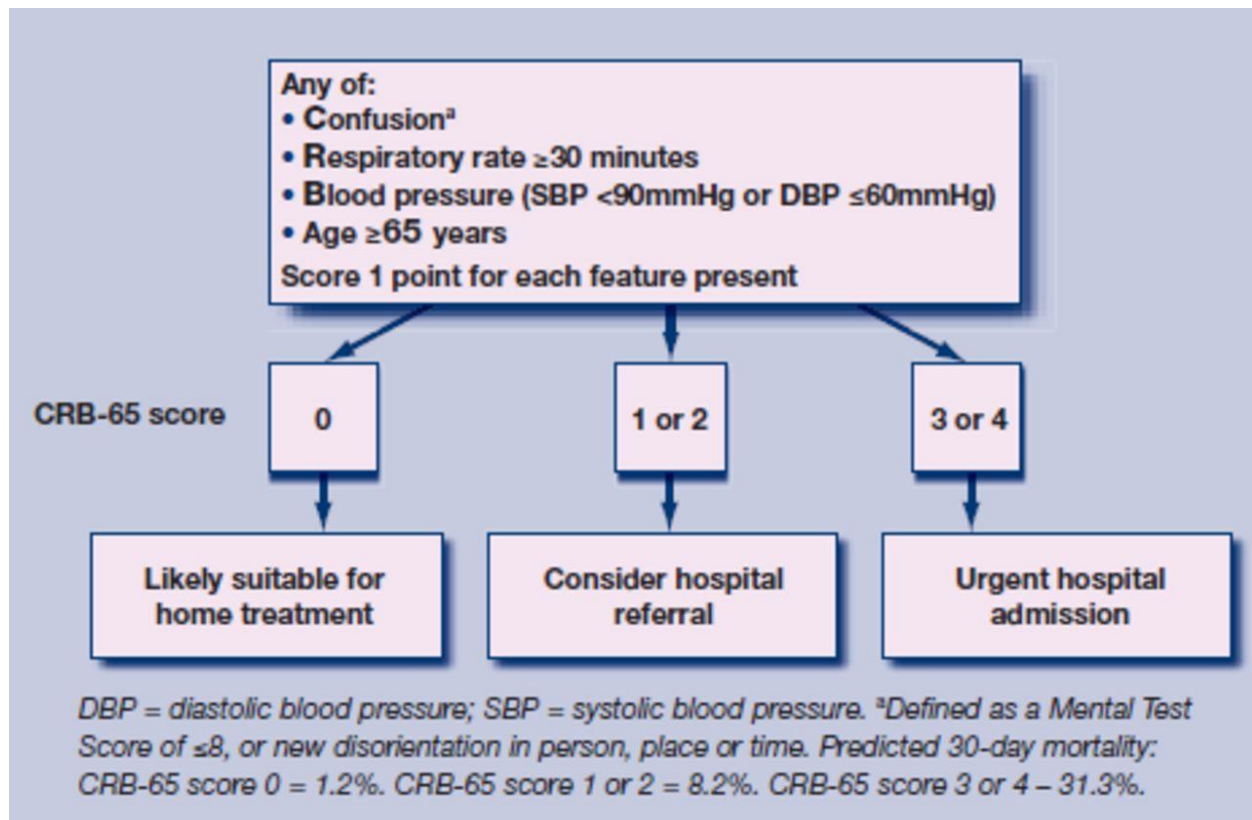 Any of:
• Confusionª
• Respiratory rate ≥30 minutes
• Blood pressure (SBP <90mmHg or DBP ≤60mmHg)
• Age ≥65 years
Score 1 point for each feature present
CRB-65 score
0
1 or 2
3 or 4
Likely suitable for
home treatment
Consider hospital
referral
Urgent hospital
admission
DBP = diastolic blood pressure; SBP = systolic blood pressure. ªDefined as a Mental Test
Score of ≤8, or new disorientation in person, place or time. Predicted 30-day mortality:
CRB-65 score 0 = 1.2%. CRB-65 score 1 or 2 = 8.2%. CRB-65 score 3 or 4 – 31.3%.